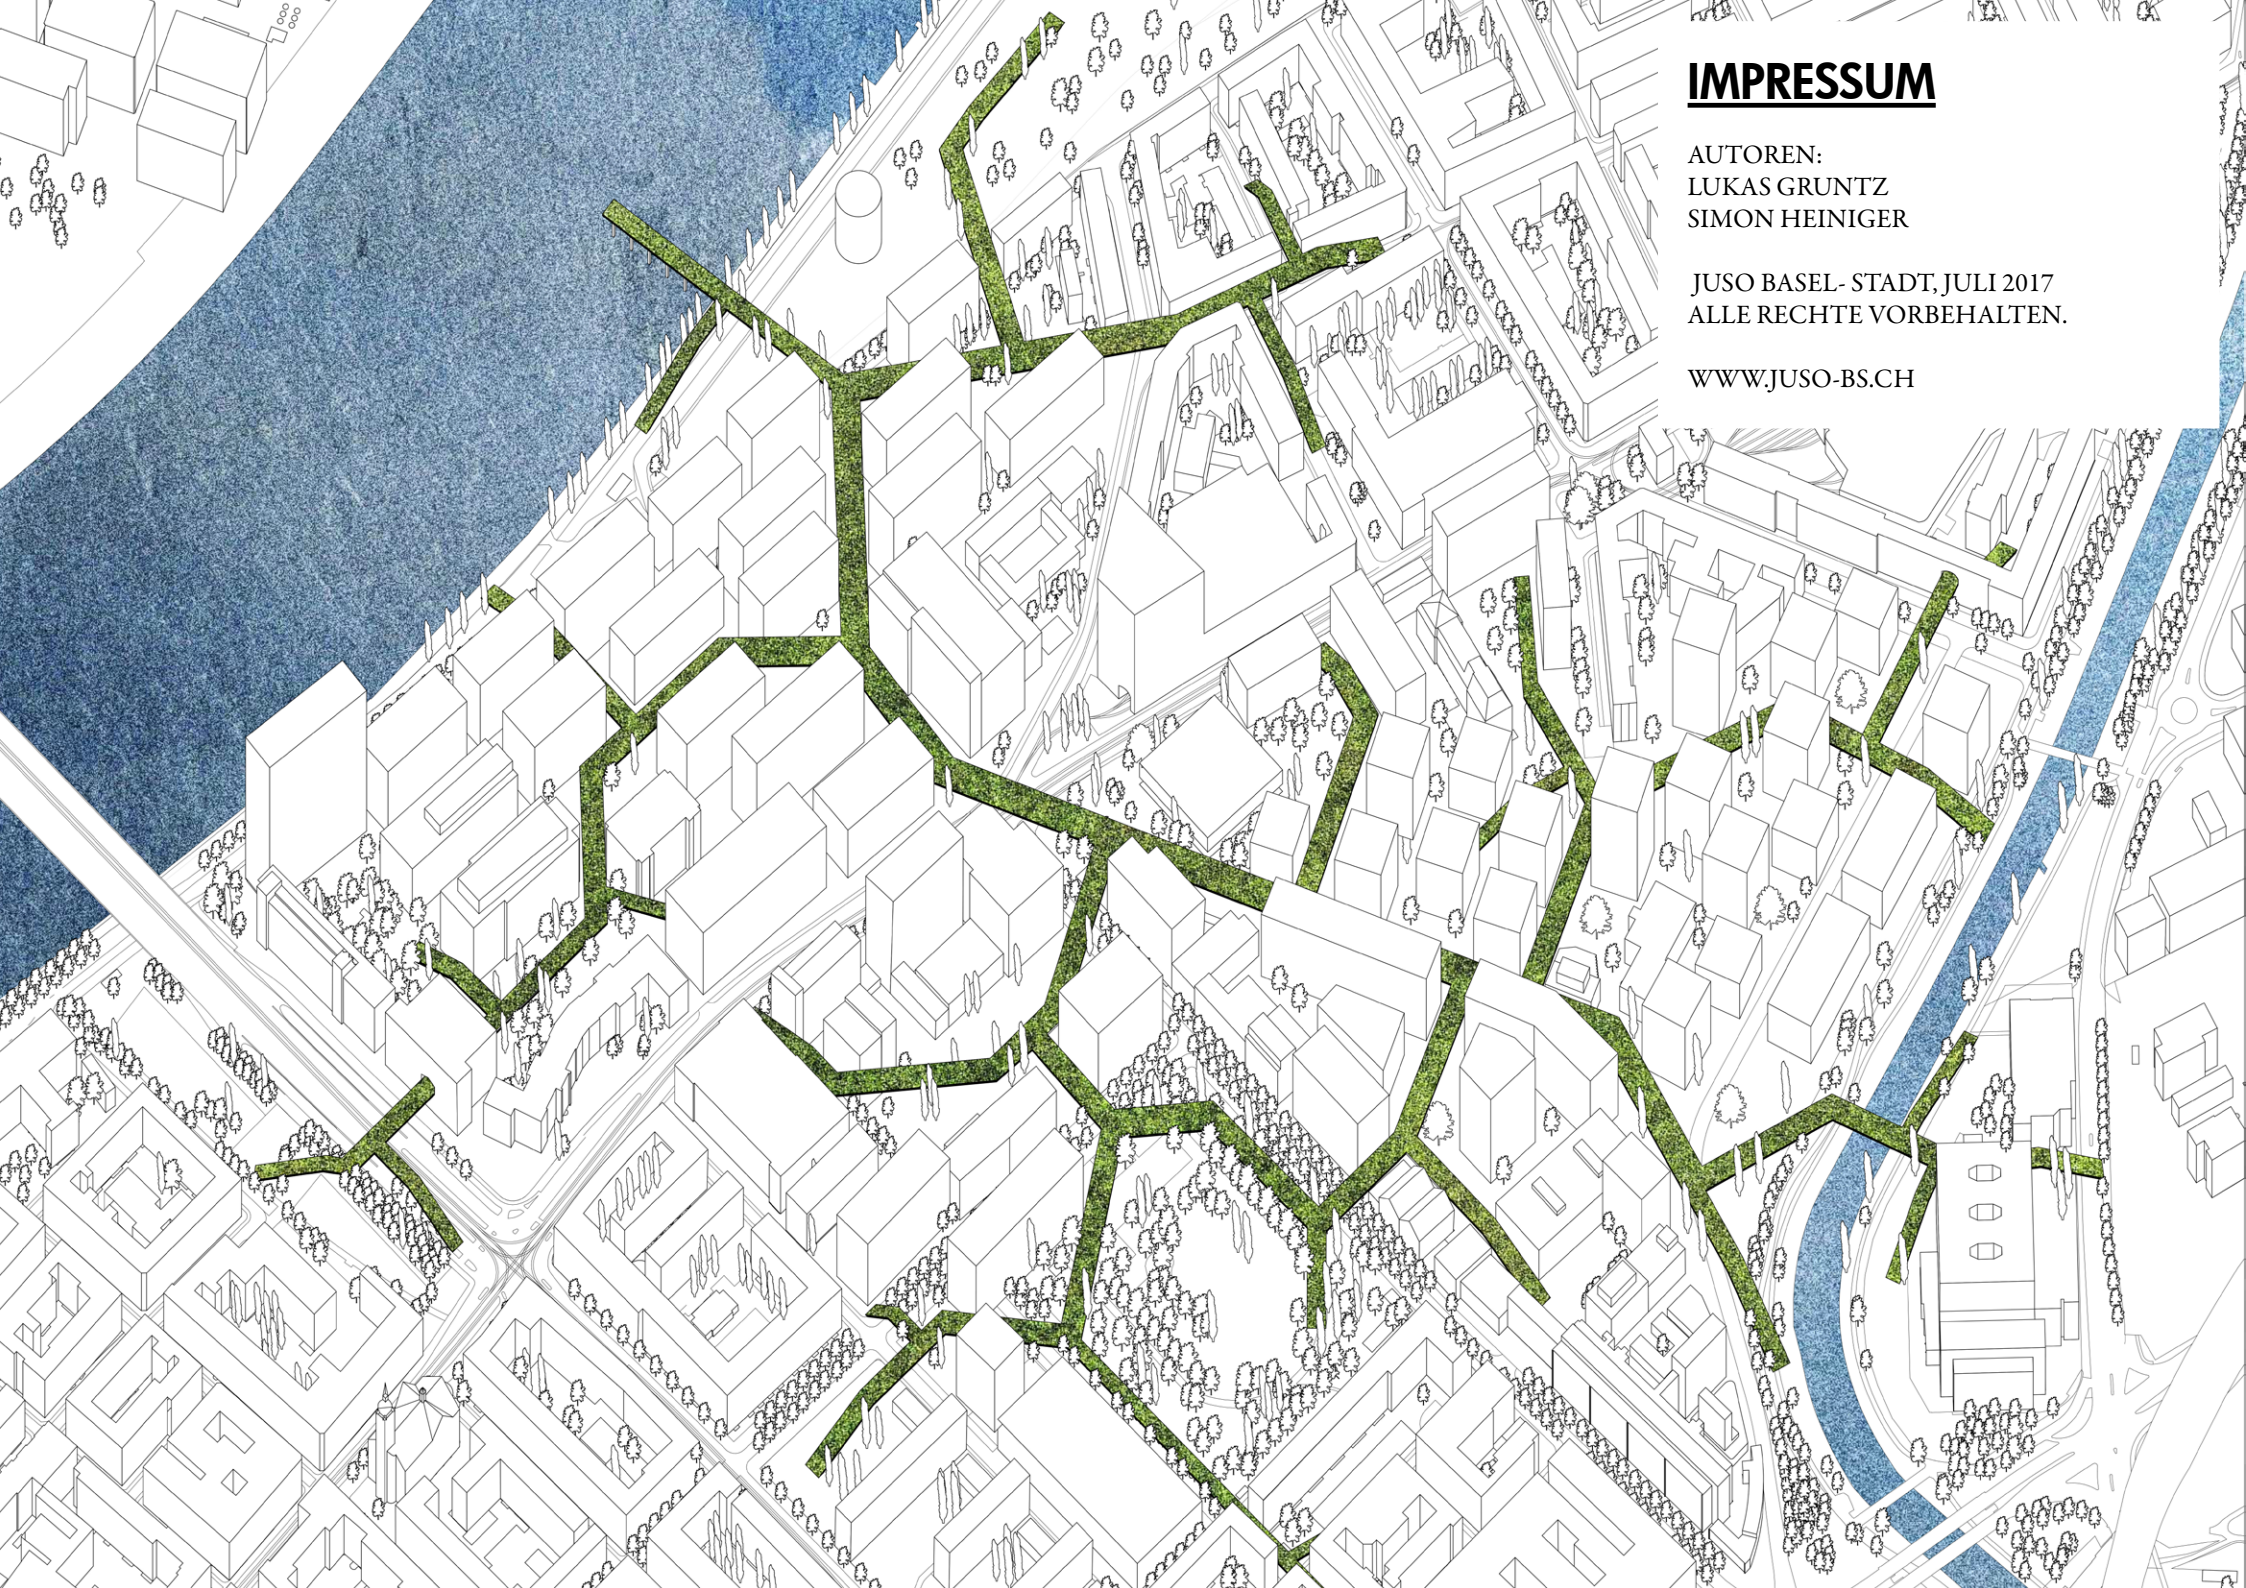 IMPRESSUM
AUTOREN:
LUKAS GRUNTZ
SIMON HEINIGER
JUSO BASEL- STADT, JULI 2017
ALLE RECHTE VORBEHALTEN.
WWW.JUSO-BS.CH